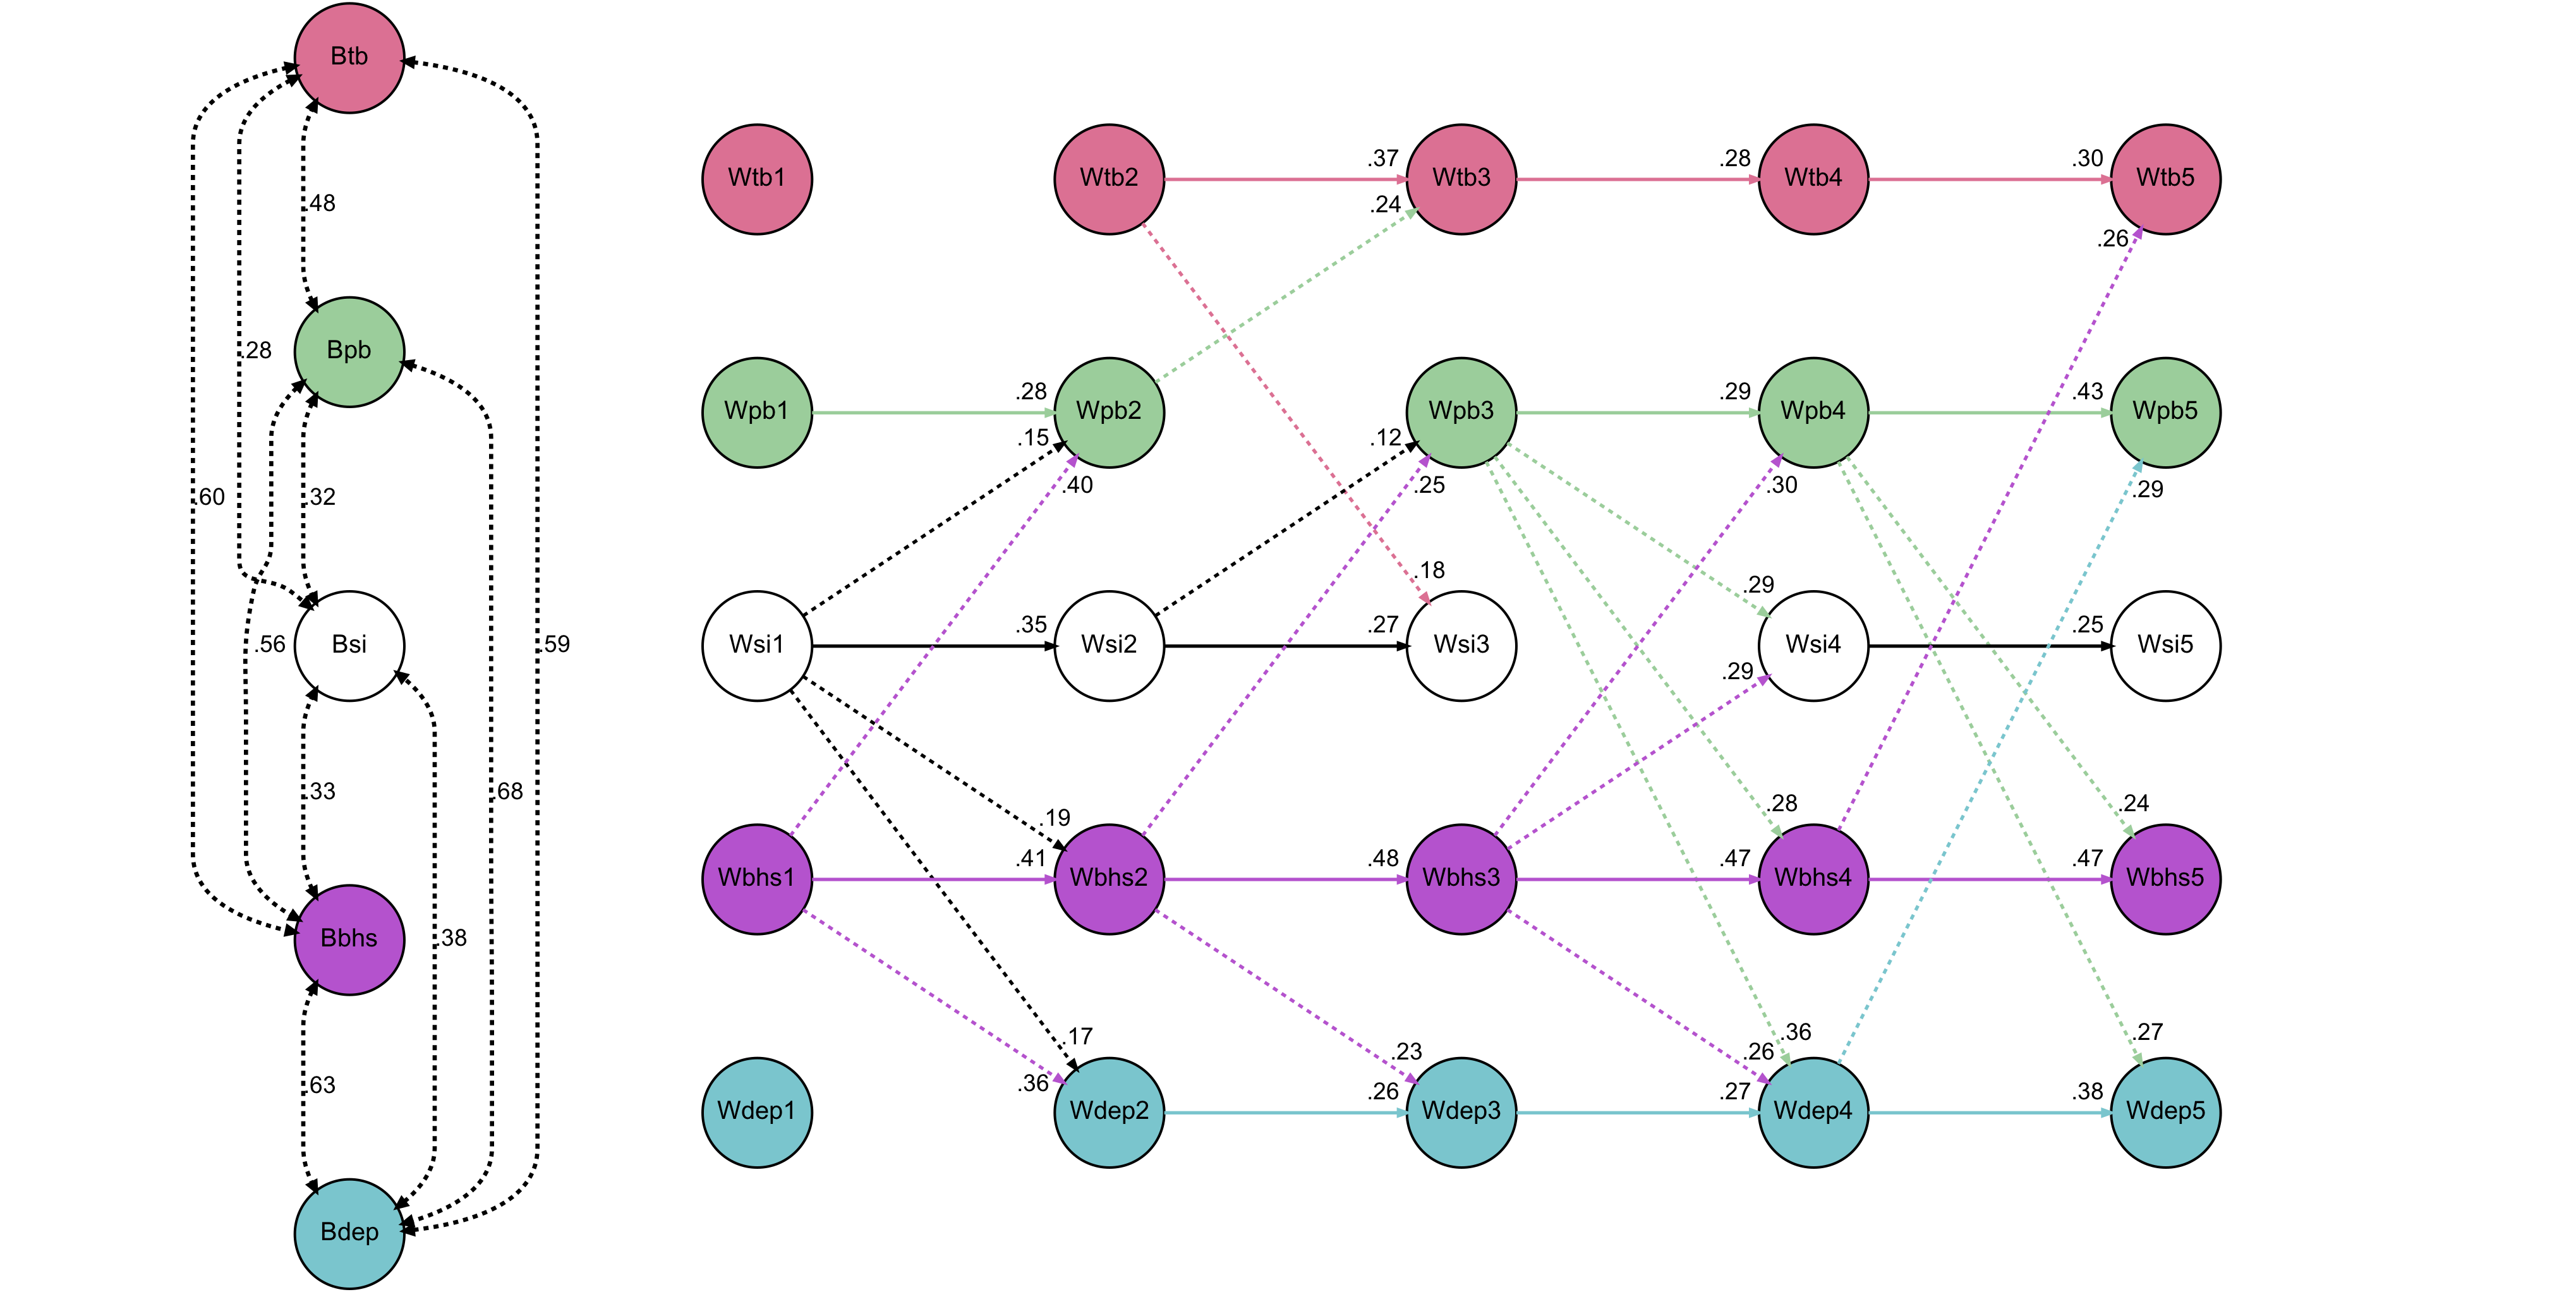 Btb
.48
Bpb
.28
.60
.32
.56
Bsi
.59
.33
.68
Bbhs
.38
.63
Bdep
Wtb1
Wtb2
.37
Wtb3
.28
Wtb4
.30
Wtb5
.24
.26
Wpb1
.28
Wpb2
Wpb3
.29
Wpb4
.43
Wpb5
.15
.40
.12
.25
.30
.29
.18
.29
Wsi1
.35
Wsi2
.27
Wsi3
Wsi4
.25
Wsi5
.29
.19
.28
.24
Wbhs1
.41
Wbhs2
.48
Wbhs3
.47
Wbhs4
.47
Wbhs5
.17
.23
.36
.26
.27
Wdep1
.36
Wdep2
.26
Wdep3
.27
Wdep4
.38
Wdep5